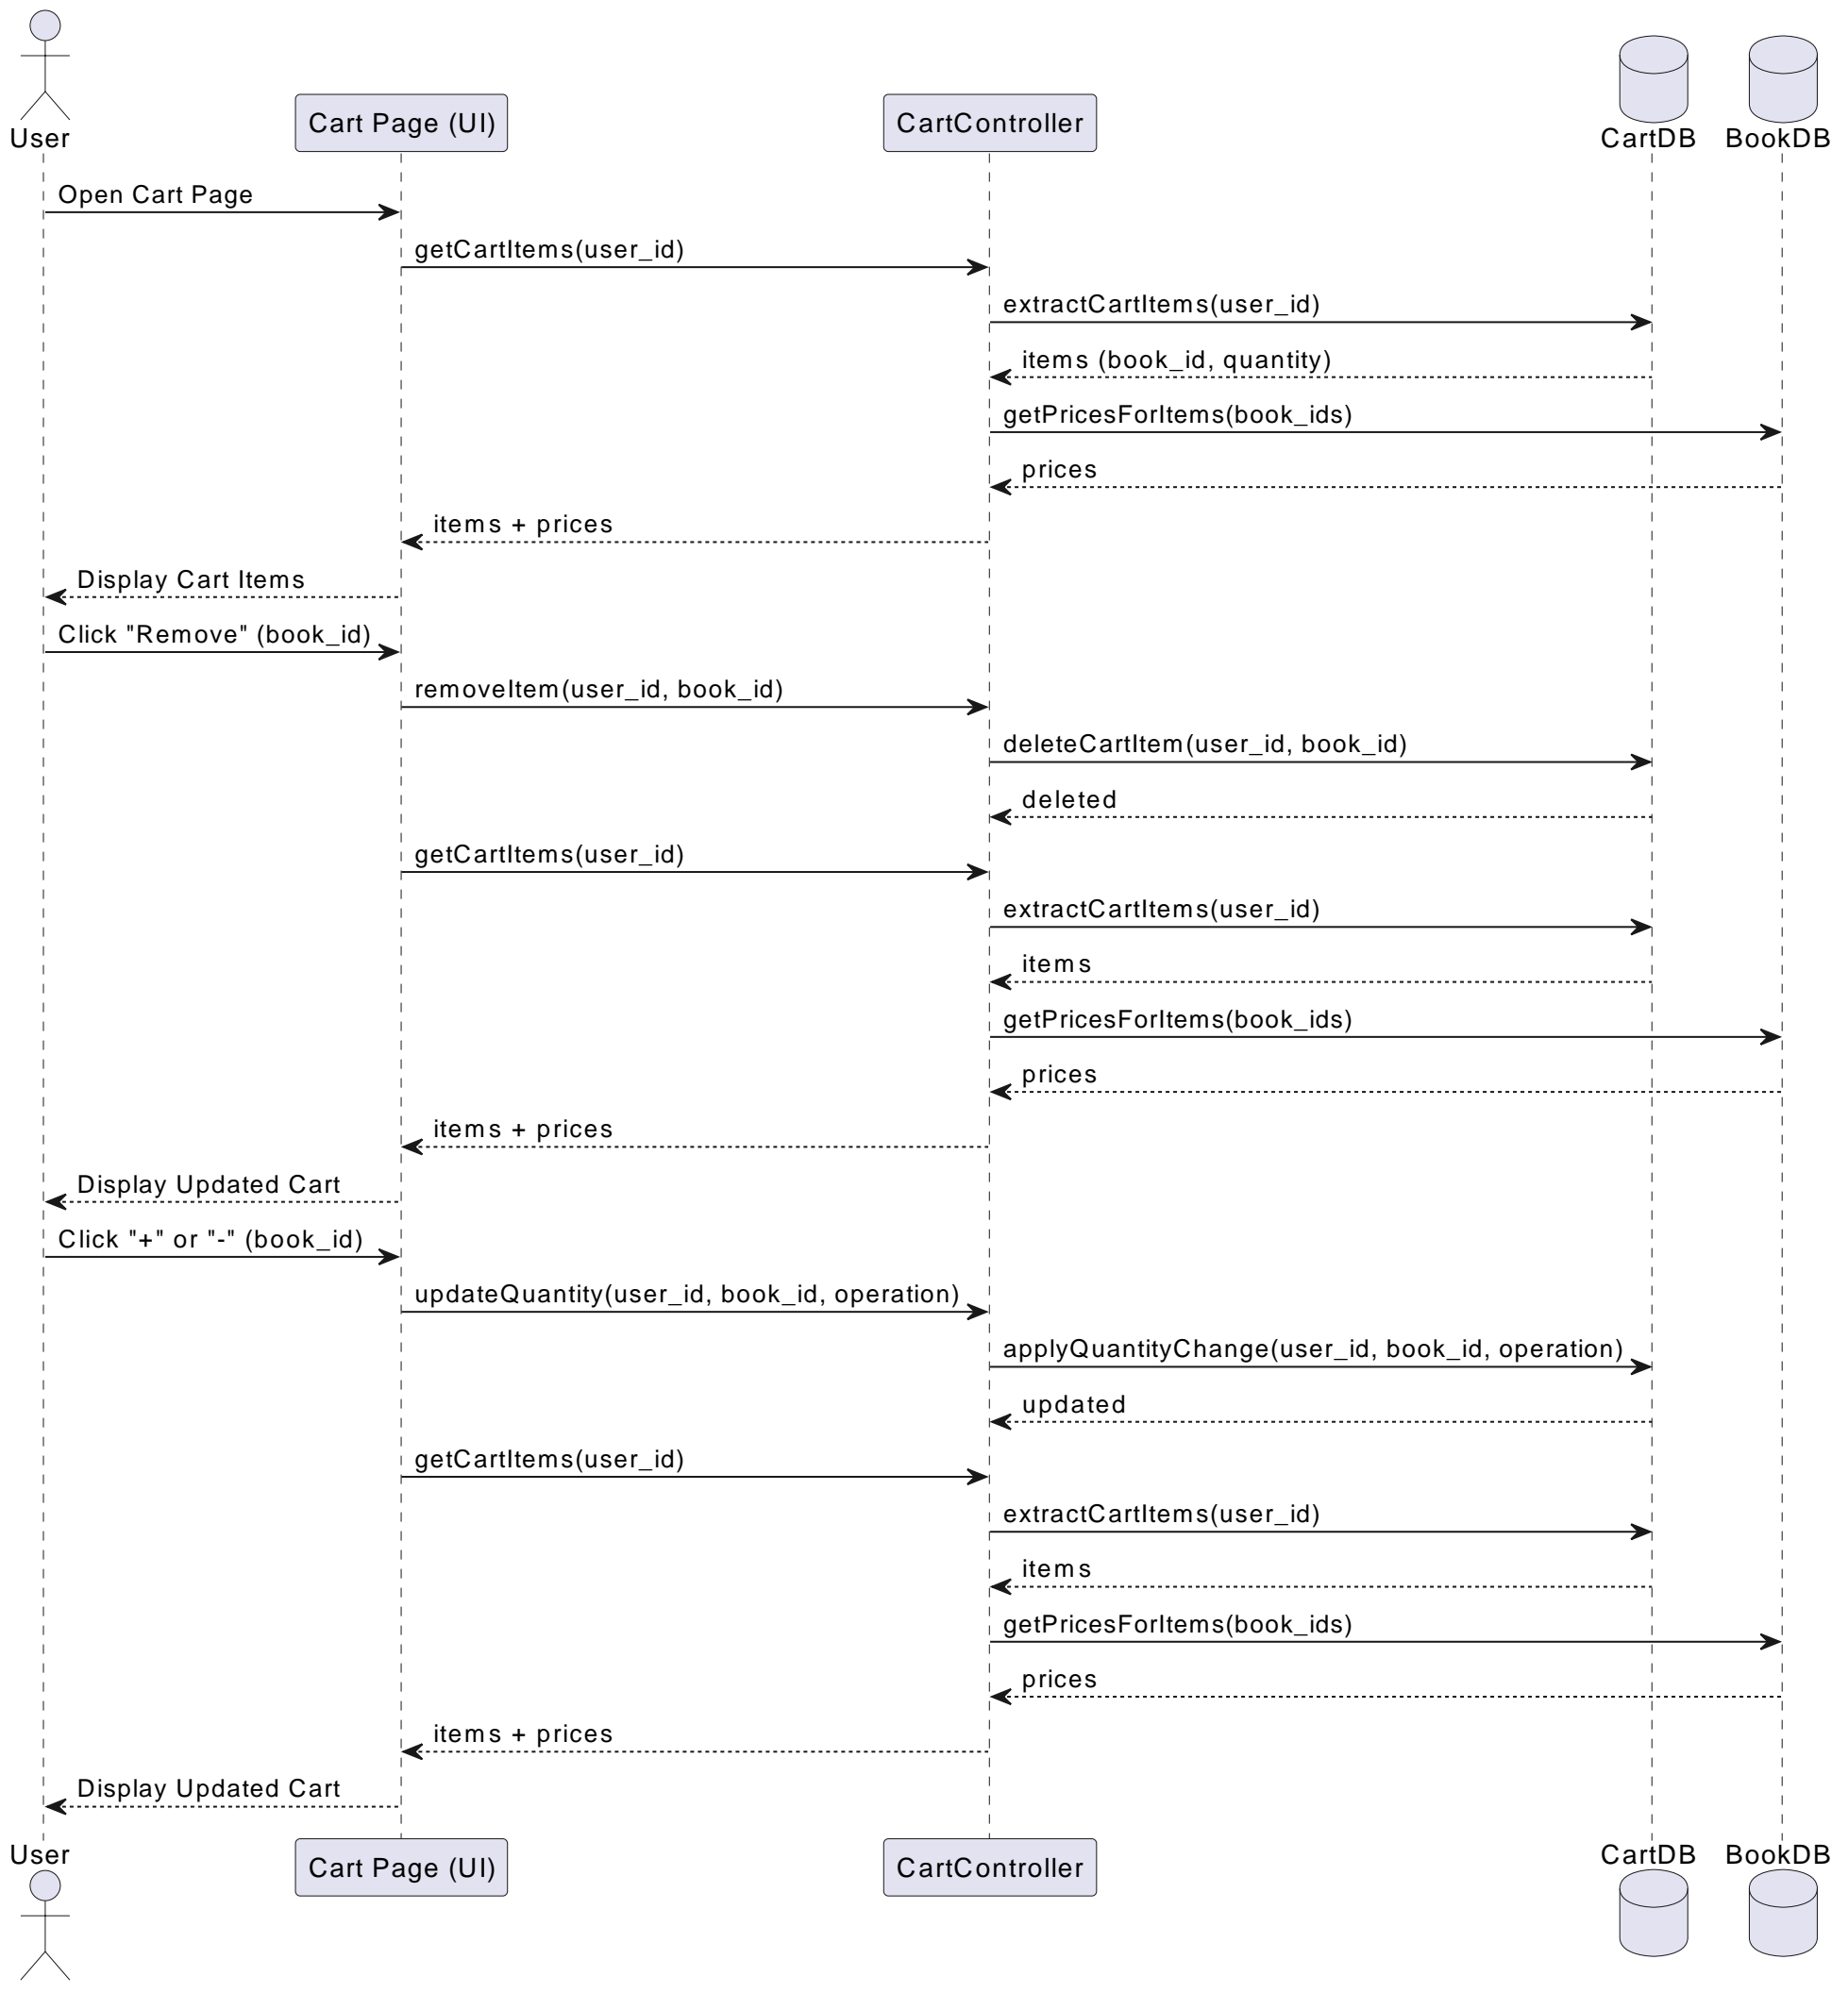 User
Cart Page (UI)
CartController
CartDB
BookDB
Open Cart Page
getCartItems(user_id)
extractCartItems(user_id)
items (book_id, quantity)
getPricesForItems(book_ids)
prices
items + prices
Display Cart Items
Click "Remove" (book_id)
removeItem(user_id, book_id)
deleteCartItem(user_id, book_id)
deleted
getCartItems(user_id)
extractCartItems(user_id)
items
getPricesForItems(book_ids)
prices
items + prices
Display Updated Cart
Click "+" or "-" (book_id)
updateQuantity(user_id, book_id, operation)
applyQuantityChange(user_id, book_id, operation)
updated
getCartItems(user_id)
extractCartItems(user_id)
items
getPricesForItems(book_ids)
prices
items + prices
Display Updated Cart
User
Cart Page (UI)
CartController
CartDB
BookDB